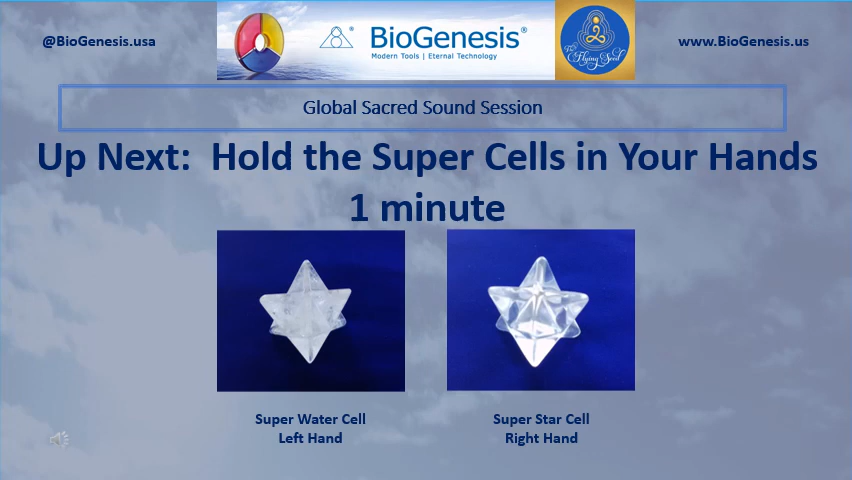 @BioGenesis.usa
BioGenesis®
®
Modern Tools | Eternal Technology
The Flying Seed
www.BioGenesis.us
Global Sacred Sound Session
Up Next:  Hold the Super Cells in Your Hands
1 minute
Super Water Cell
Left Hand
Super Star Cell
Right Hand